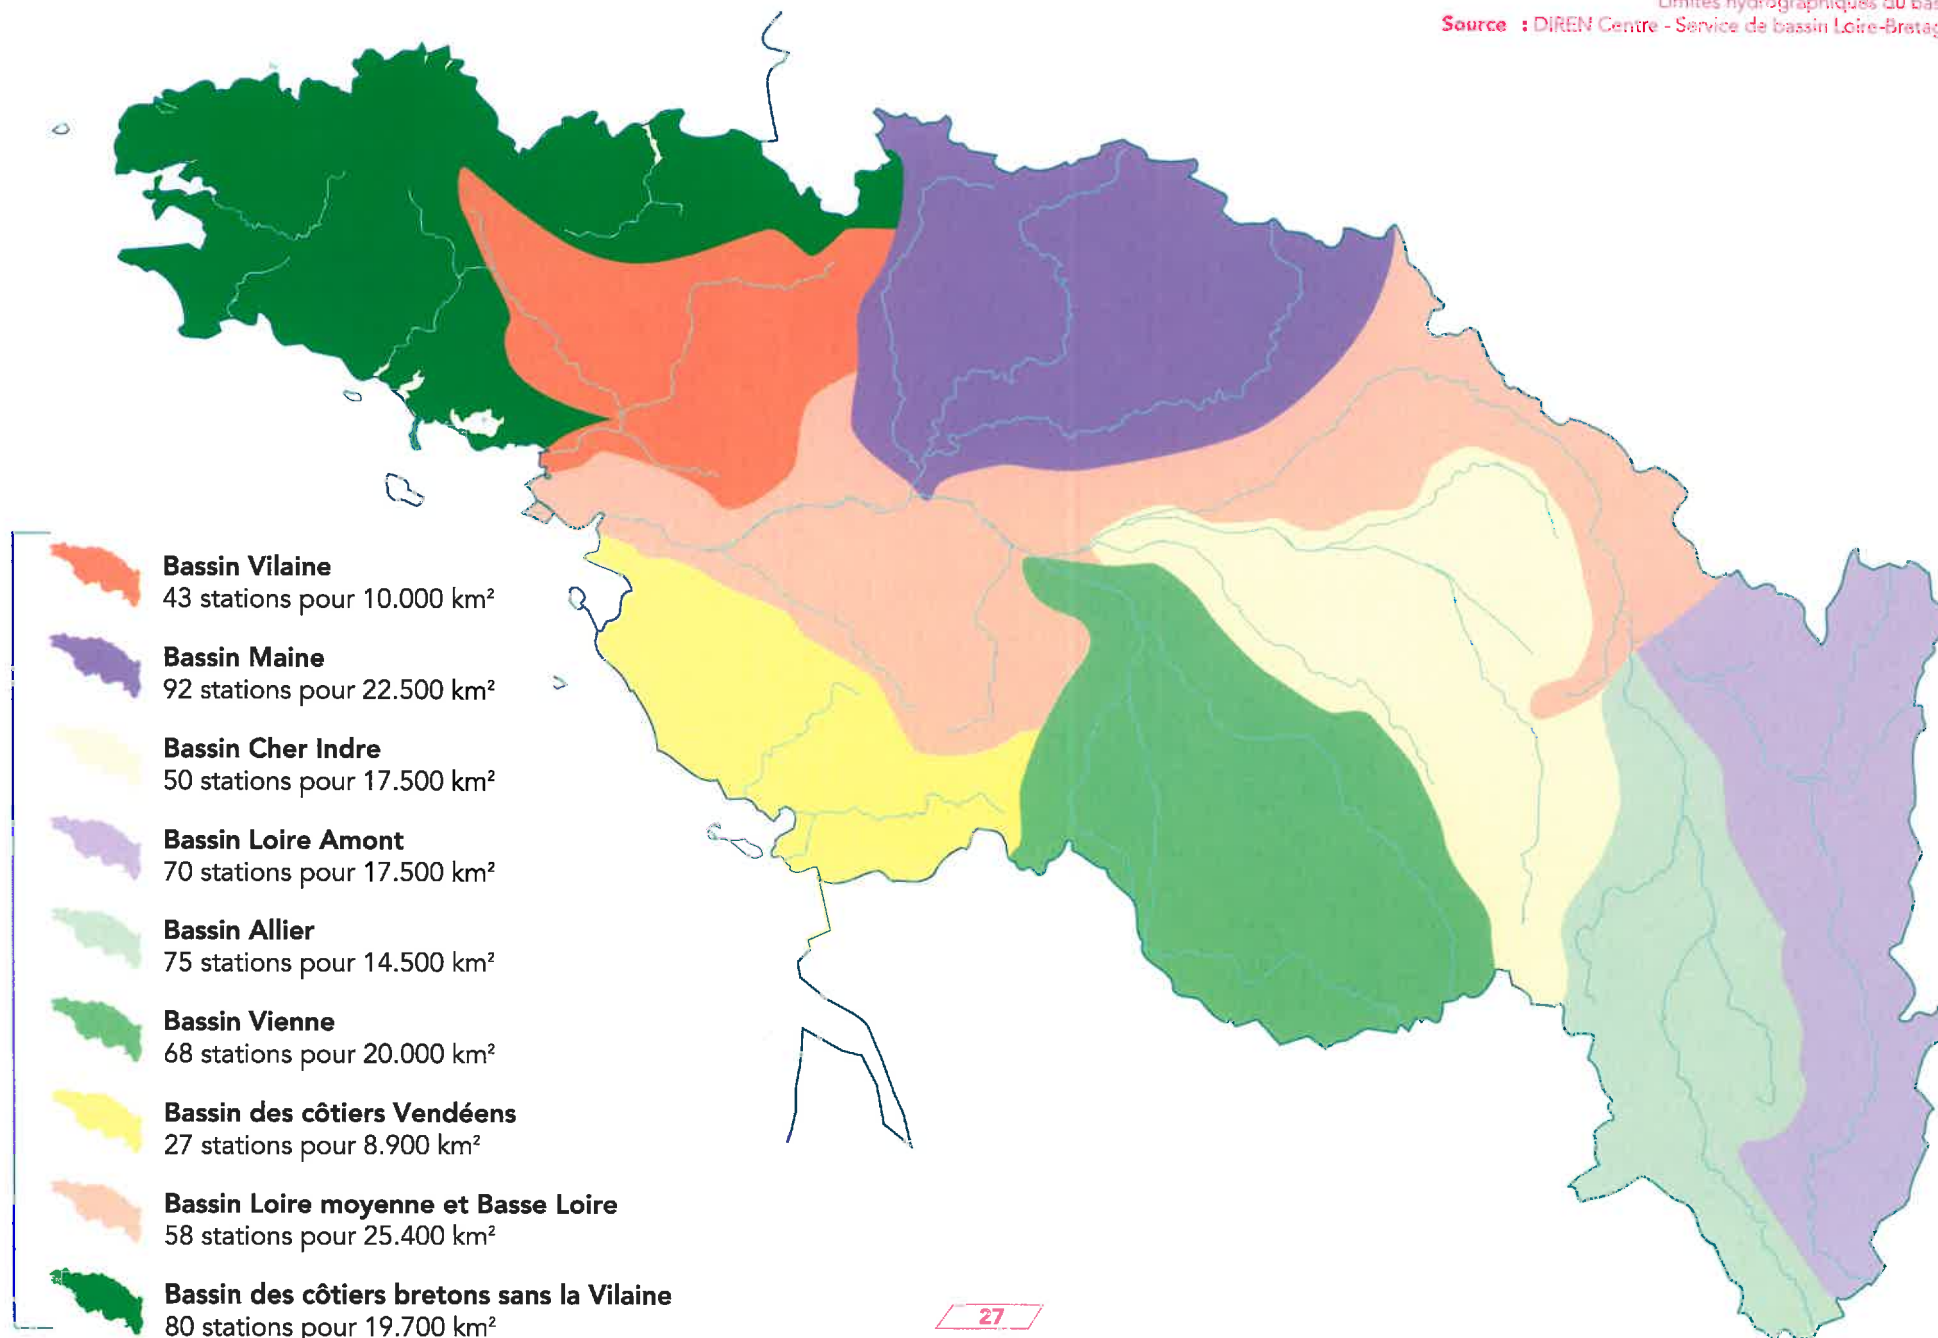 Limites hydrographiques du bas
Source : DIREN Centre - Service de bassin Loire-Bretag
Bassin Vilaine
43 stations pour 10.000 km²
Bassin Maine
92 stations pour 22.500 km²
Bassin Cher Indre
50 stations pour 17.500 km²
Bassin Loire Amont
70 stations pour 17.500 km²
Bassin Allier
75 stations pour 14.500 km²
Bassin Vienne
68 stations pour 20.000 km²
Bassin des côtiers Vendéens
27 stations pour 8.900 km²
Bassin Loire moyenne et Basse Loire
58 stations pour 25.400 km²
Bassin des côtiers bretons sans la Vilaine
80 stations pour 19.700 km²
27